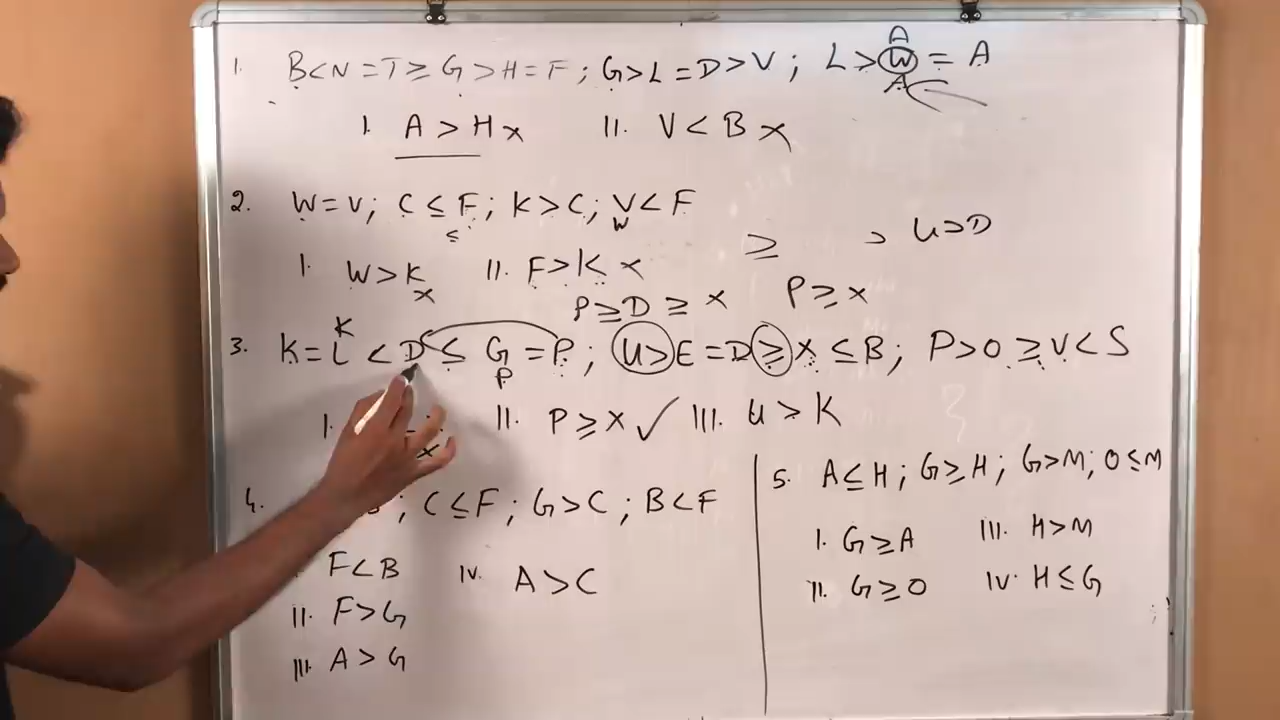 1. B<N=T≥G>H=F; G>L=D>V; L>W=A
A
A
I. A>H x II. V<B x
2. W=V; C≤F; K>C; V<F
≤ W
≥ > U>D
I. W>K x II. F>K x
P≥D≥x P≥x
3. K=L<D≤G=P; U>E=D≥X≤B; P>O≥V<S
K
P
I. x II. P≥x ✓ III. U>K
4. ; C≤F; G>C; B<F
F<B IV. A>C
II. F>G
III. A>G
5. A≤H; G≥H; G>M; O≤M
I. G≥A III. H>M
II. G≥O IV. H≤G